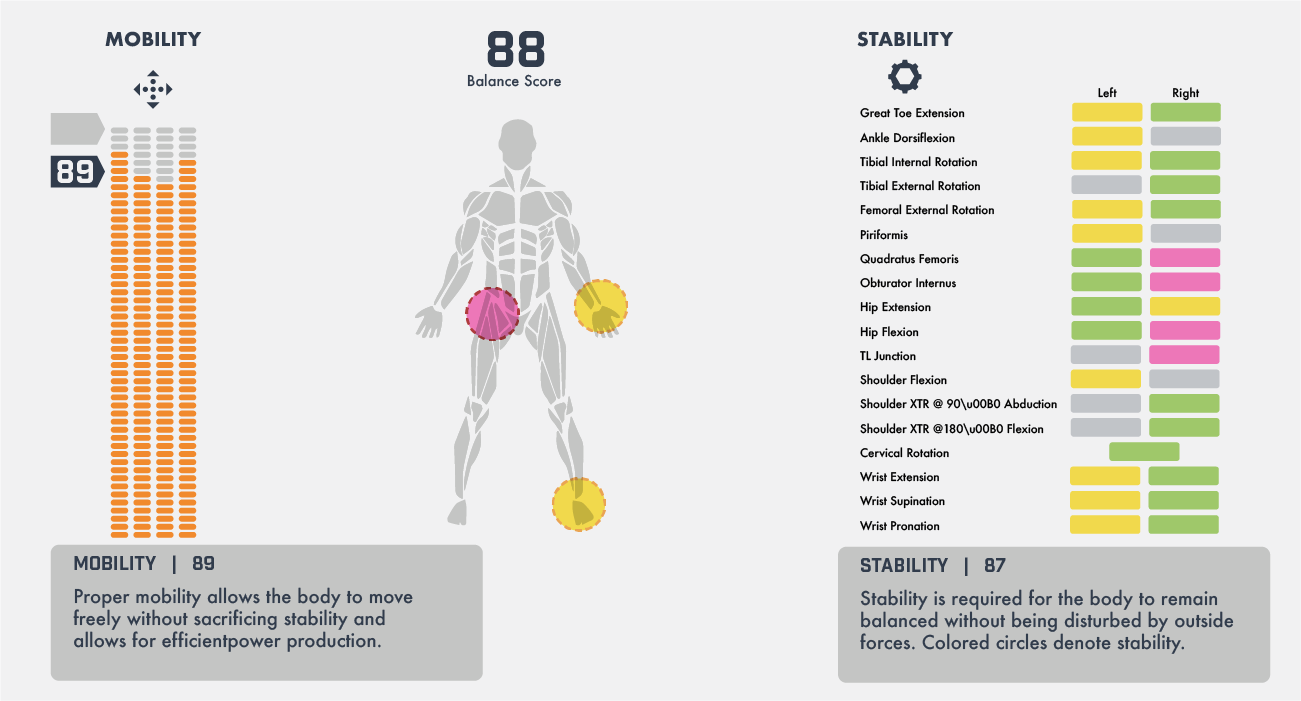 MOBILITY
89
88
Balance Score
STABILITY
Left Right
Great Toe Extension
Ankle Dorsiflexion
Tibial Internal Rotation
Tibial External Rotation
Femoral External Rotation
Piriformis
Quadratus Femoris
Obturator Internus
Hip Extension
Hip Flexion
TL Junction
Shoulder Flexion
Shoulder XTR @ 90\u00B0 Abduction
Shoulder XTR @180\u00B0 Flexion
Cervical Rotation
Wrist Extension
Wrist Supination
Wrist Pronation
MOBILITY | 89
Proper mobility allows the body to move
freely without sacrificing stability and
allows for efficientpower production.
STABILITY | 87
Stability is required for the body to remain
balanced without being disturbed by outside
forces. Colored circles denote stability.